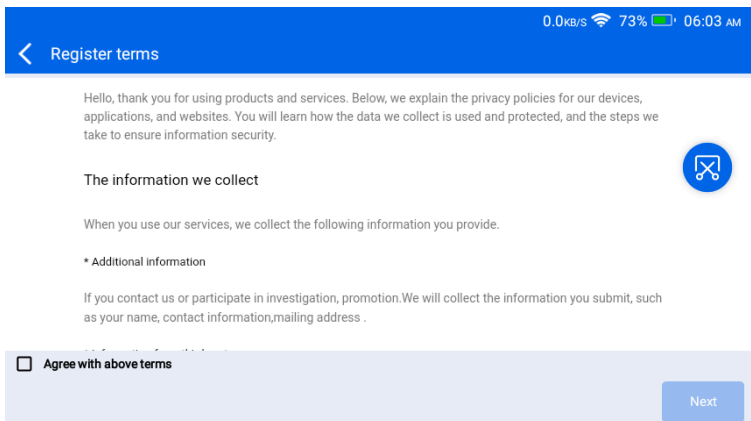 0.0KB/S 73% 06:03 AM
Register terms
Hello, thank you for using products and services. Below, we explain the privacy policies for our devices,
applications, and websites. You will learn how the data we collect is used and protected, and the steps we
take to ensure information security.
The information we collect
When you use our services, we collect the following information you provide.
* Additional information
If you contact us or participate in investigation, promotion.We will collect the information you submit, such
as your name, contact information,mailing address .
Agree with above terms
Next